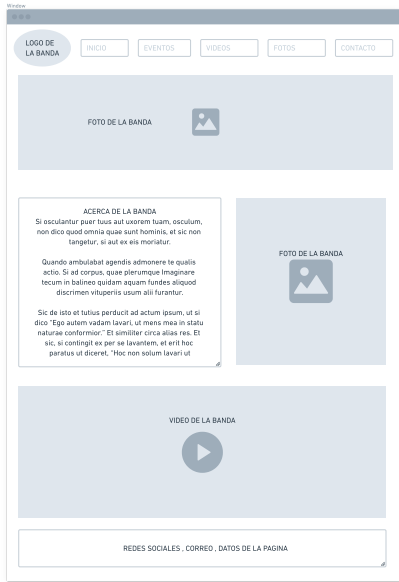 Window
LOGO DE
LA BANDA
INICIO
EVENTOS
VIDEOS
FOTOS
CONTACTO
FOTO DE LA BANDA
ACERCA DE LA BANDA
Si osculantur puer tuus aut uxorem tuam, osculum,
non dico quod omnia quae sunt hominis, et sic non
tangetur, si aut ex eis moriatur.
Quando ambulabat agendis admonere te qualis
actio. Si ad corpus, quae plerumque Imaginare
tecum in balineo quidam aquam fundes aliquod
discrimen vituperiis usum alii furantur.
Sic de isto et tutius perducit ad actum ipsum, ut si
dico "Ego autem vadam lavari, ut mens mea in statu
naturae conformior." Et similiter circa alias res. Et
sic, si contingit ex per se lavantem, et erit hoc
paratus ut diceret, "Hoc non solum lavari ut
FOTO DE LA BANDA
VIDEO DE LA BANDA
REDES SOCIALES , CORREO , DATOS DE LA PAGINA